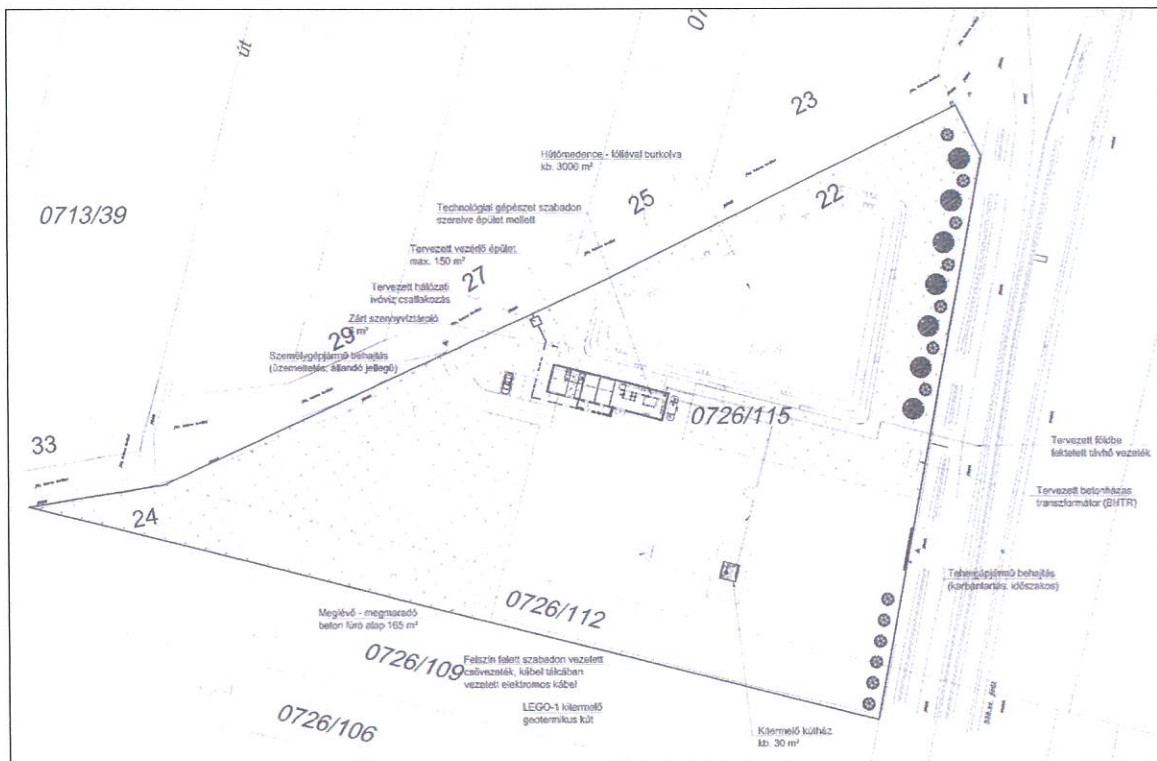 út
07
23
Hűtőmedence - fóliával burkolva
kb. 3000 m²
22
25
0713/39
Technológiai gépészet szabadon
szerelve épület mellett
Tervezett vezérlő épület
max. 150 m²
27
Tervezett hálózati
ivóvíz csatlakozás
Zárt szennyvíztároló
m²
29
Személygépjármű behajtás
(üzemeltetés, állandó jellegű)
0726/115
33
Tervezett földbe
fektetett távhő vezeték
Tervezett betonházas
transzformátor (BHTR)
24
Tehergépjármű behajtás
(karbantartás, időszakos)
Meglévő - megmaradó
beton fúró alap 165 m²
0726/112
0726/109
Felszín felett szabadon vezetett
csővezeték, kábel tálcában
vezetett elektromos kábel
LEGO-1 kitermelő
geotermikus kút
0726/106
Kitermelő kútház
kb. 30 m²